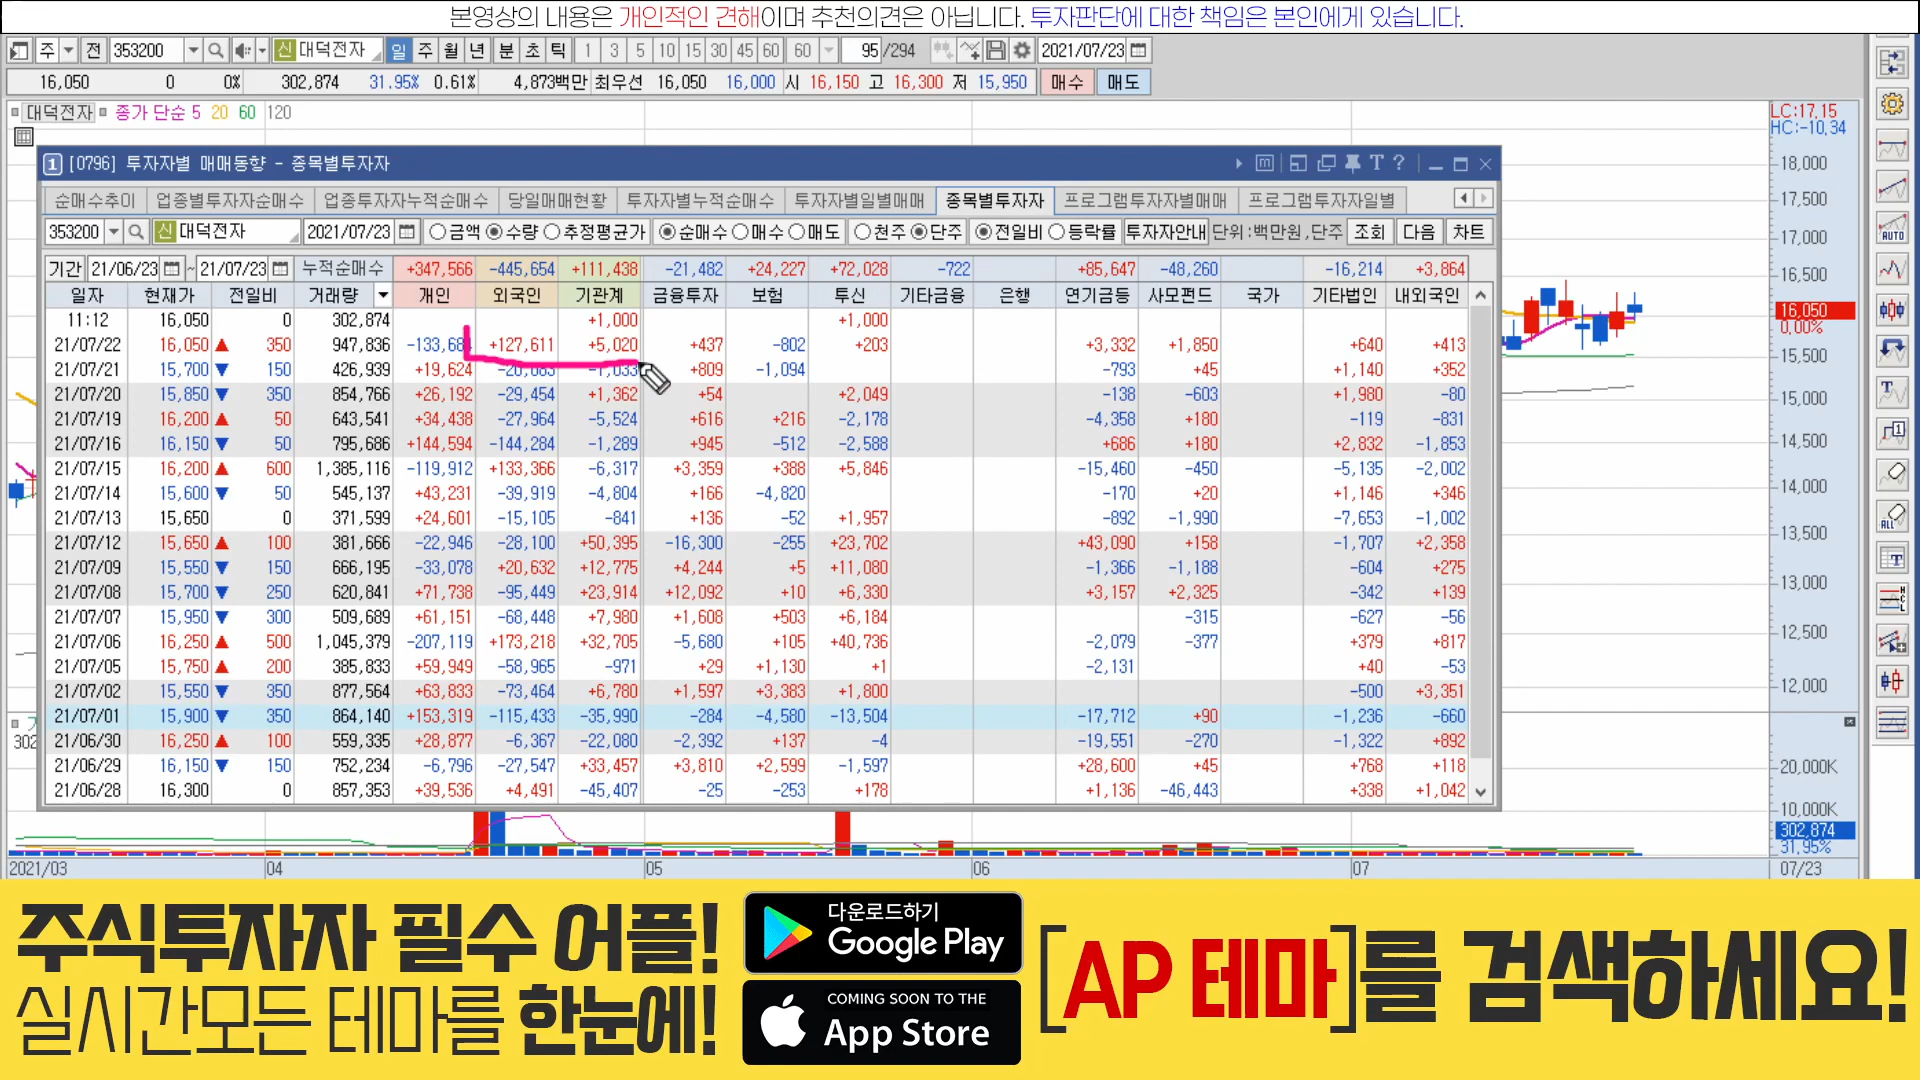 본영상의 내용은 개인적인 견해이며 추천의견은 아닙니다. 투자판단에 대한 책임은 본인에게 있습니다.
주 전 353200 신 대덕전자 일 주 월 년 분 초 틱 1 3 5 10 15 30 45 60 60 95 /294 2021/07/23
16,050 0 0% 302,874 31.95% 0.61% 4,873백만 최우선 16,050 16,000 시 16,150 고 16,300 저 15,950 매수 매도
대덕전자 종가 단순 5 20 60 120
LC:17.15
HC:-10.34
1 [0796] 투자자별 매매동향 - 종목별투자자
순매수추이 업종별투자자순매수 업종투자자누적순매수 당일매매현황 투자자별누적순매수 투자자별일별매매 종목별투자자 프로그램투자자별매매 프로그램투자자일별
353200 신 대덕전자 2021/07/23 금액 수량 추정평균가 순매수 매수 매도 천주 단주 전일비 등락률 투자자안내 단위:백만원,단주 조회 다음 차트
기간 21/06/23 ~ 21/07/23 누적순매수 +347,566 -445,654 +111,438 -21,482 +24,227 +72,028 -722 +85,647 -48,260 -16,214 +3,864
일자 현재가 전일비 거래량 개인 외국인 기관계 금융투자 보험 투신 기타금융 은행 연기금등 사모펀드 국가 기타법인 내외국인
11:12 16,050 0 302,874 +1,000 +1,000
21/07/22 16,050 ▲ 350 947,836 -133,684 +127,611 +5,020 +437 -802 +203 +3,332 +1,850 +640 +413
21/07/21 15,700 ▼ 150 426,939 +19,624 -20,083 -1,033 +809 -1,094 -793 +45 +1,140 +352
21/07/20 15,850 ▼ 350 854,766 +26,192 -29,454 +1,362 +54 +2,049 -138 -603 +1,980 -80
21/07/19 16,200 ▲ 50 643,541 +34,438 -27,964 -5,524 +616 +216 -2,178 -4,358 +180 -119 -831
21/07/16 16,150 ▼ 50 795,686 +144,594 -144,284 -1,289 +945 -512 -2,588 +686 +180 +2,832 -1,853
21/07/15 16,200 ▲ 600 1,385,116 -119,912 +133,366 -6,317 +3,359 +388 +5,846 -15,460 -450 -5,135 -2,002
21/07/14 15,600 ▼ 50 545,137 +43,231 -39,919 -4,804 +166 -4,820 -170 +20 +1,146 +346
21/07/13 15,650 0 371,599 +24,601 -15,105 -841 +136 -52 +1,957 -892 -1,990 -7,653 -1,002
21/07/12 15,650 ▲ 100 381,666 -22,946 -28,100 +50,395 -16,300 -255 +23,702 +43,090 +158 -1,707 +2,358
21/07/09 15,550 ▼ 150 666,195 -33,078 +20,632 +12,775 +4,244 +5 +11,080 -1,366 -1,188 -604 +275
21/07/08 15,700 ▼ 250 620,841 +71,738 -95,449 +23,914 +12,092 +10 +6,330 +3,157 +2,325 -342 +139
21/07/07 15,950 ▼ 300 509,689 +61,151 -68,448 +7,980 +1,608 +503 +6,184 -315 -627 -56
21/07/06 16,250 ▲ 500 1,045,379 -207,119 +173,218 +32,705 -5,680 +105 +40,736 -2,079 -377 +379 +817
21/07/05 15,750 ▲ 200 385,833 +59,949 -58,965 -971 +29 +1,130 +1 -2,131 +40 -53
21/07/02 15,550 ▼ 350 877,564 +63,833 -73,464 +6,780 +1,597 +3,383 +1,800 -500 +3,351
21/07/01 15,900 ▼ 350 864,140 +153,319 -115,433 -35,990 -284 -4,580 -13,504 -17,712 +90 -1,236 -660
21/06/30 16,250 ▲ 100 559,335 +28,877 -6,367 -22,080 -2,392 +137 -4 -19,551 -270 -1,322 +892
21/06/29 16,150 ▼ 150 752,234 -6,796 -27,547 +33,457 +3,810 +2,599 -1,597 +28,600 +45 +768 +118
21/06/28 16,300 0 857,353 +39,536 +4,491 -45,407 -25 -253 +178 +1,136 -46,443 +338 +1,042
18,000
17,500
17,000
16,500
16,050
0.00%
15,500
15,000
14,500
14,000
13,500
13,000
12,500
12,000
20,000K
10,000K
302,874
31.95%
2021/03 04 05 06 07 07/23
주식투자자 필수 어플!
실시간모든 테마를 한눈에!
다운로드하기
Google Play
COMING SOON TO THE
App Store
[AP 테마]를 검색하세요!